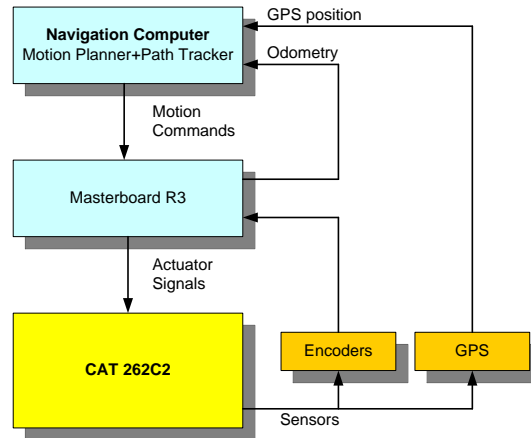 GPS position
Navigation Computer
Motion Planner+Path Tracker
Odometry
Motion
Commands
Masterboard R3
Actuator
Signals
CAT 262C2
Encoders
GPS
Sensors